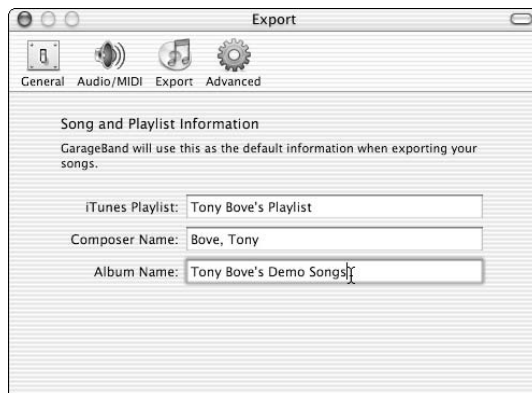 Export
General Audio/MIDI Export Advanced
Song and Playlist Information
GarageBand will use this as the default information when exporting your
songs.
iTunes Playlist: Tony Bove's Playlist
Composer Name: Bove, Tony
Album Name: Tony Bove's Demo Songs